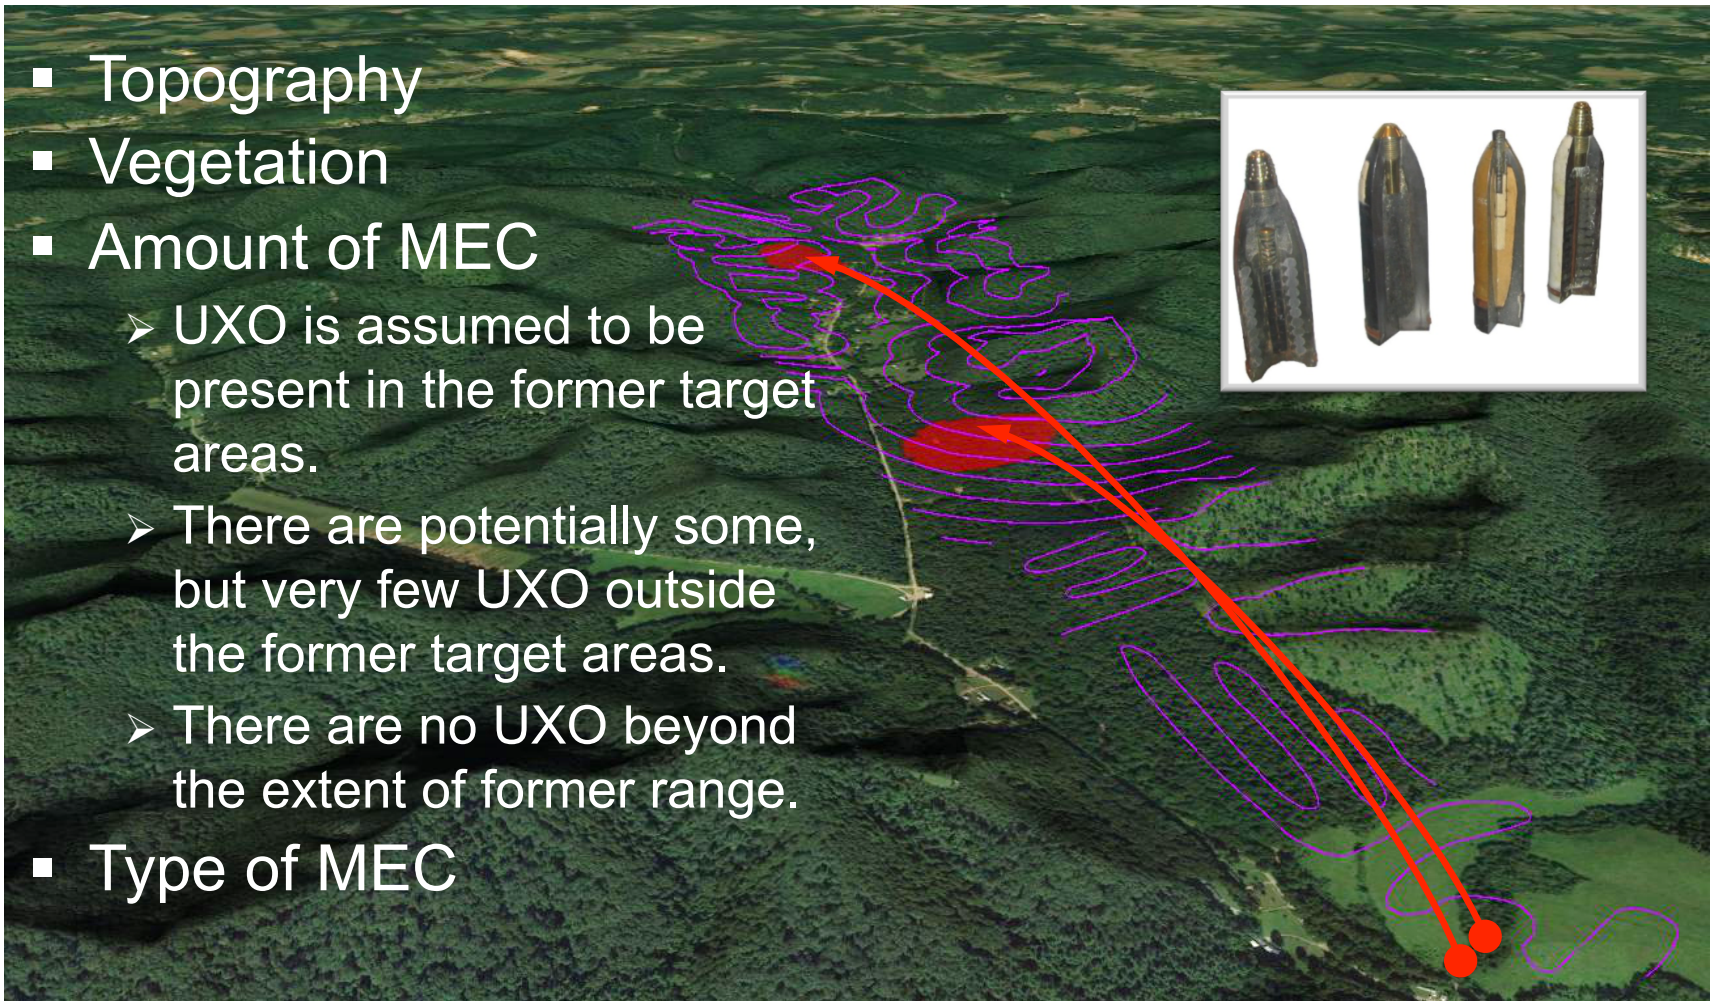 ▪ Topography
▪ Vegetation
▪ Amount of MEC
➢ UXO is assumed to be
present in the former target
areas.
➢ There are potentially some,
but very few UXO outside
the former target areas.
➢ There are no UXO beyond
the extent of former range.
▪ Type of MEC